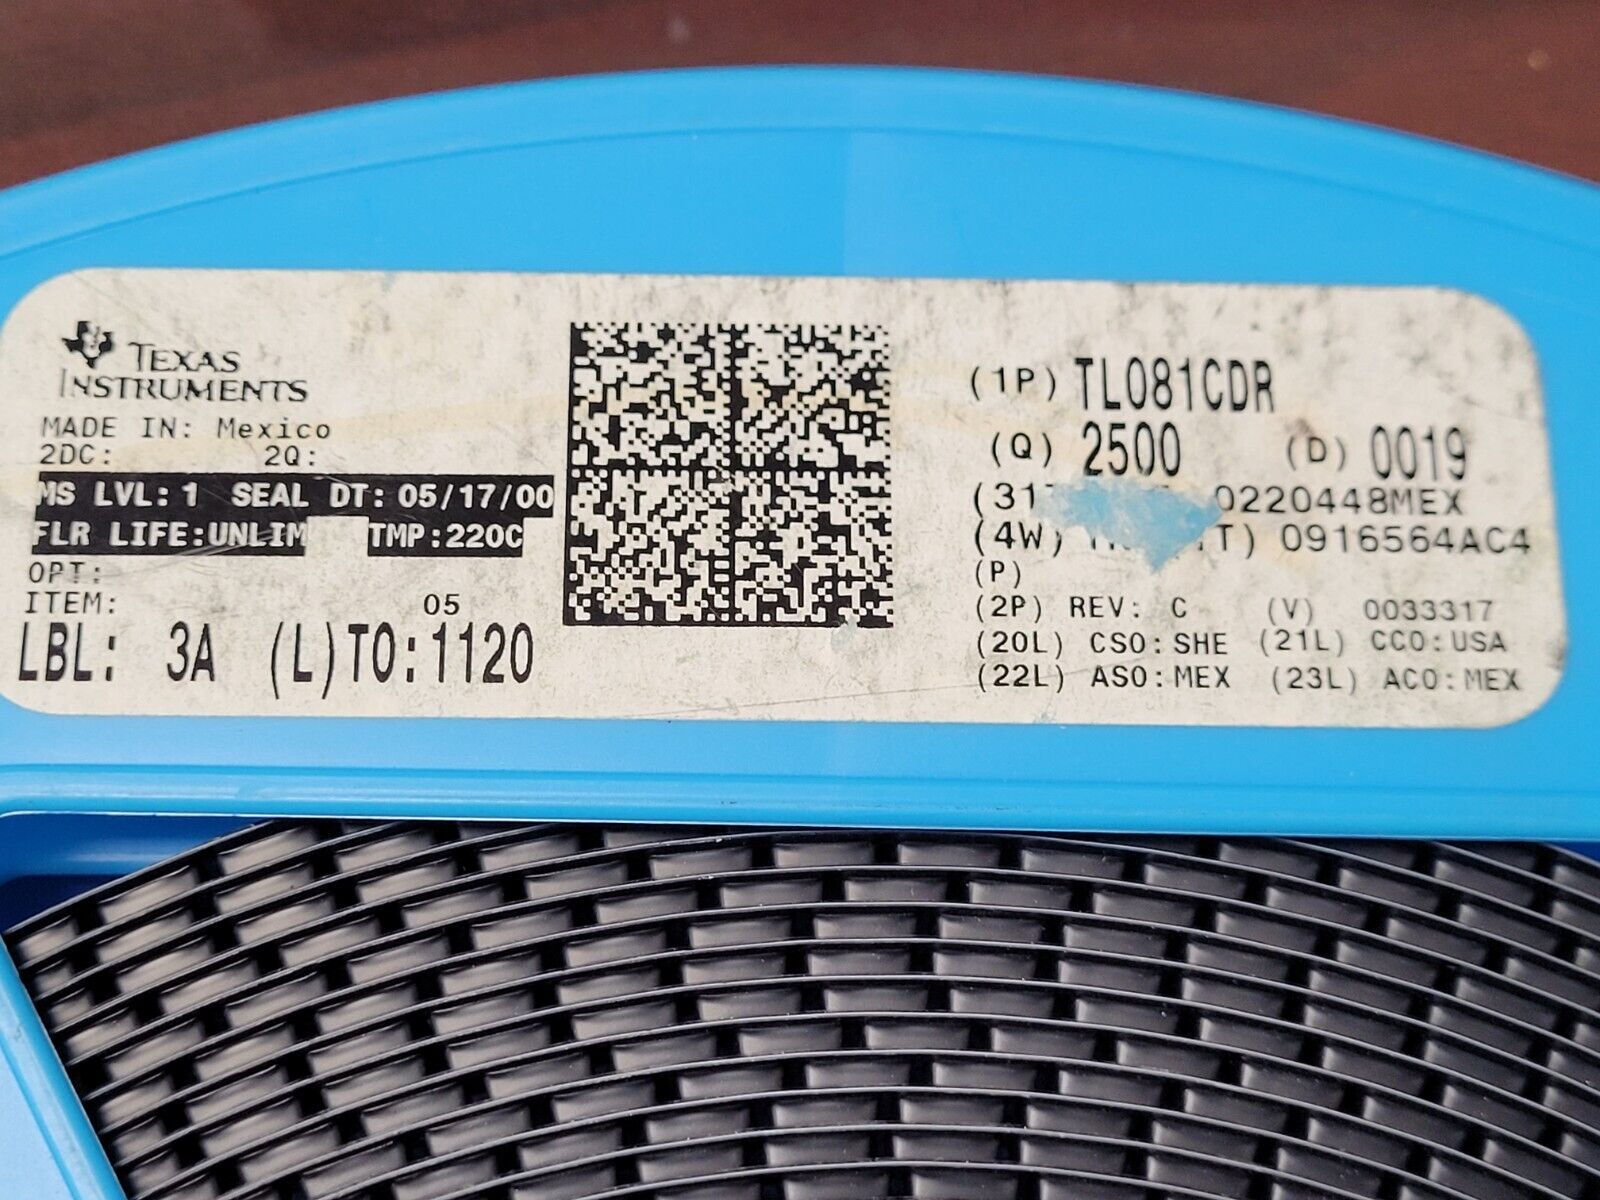 TEXAS
INSTRUMENTS
MADE IN: Mexico
2DC: 2Q:
MS LVL: 1 SEAL DT: 05/17/00
FLR LIFE:UNLIM TMP:220C
OPT:
ITEM: 05
LBL: 3A (L)TO:1120
(1P) TL081CDR
(Q) 2500 (D) 0019
0220448MEX
(4W) 0916564AC4
(P)
(2P) REV: C (V) 0033317
(20L) CSO:SHE (21L) CCO:USA
(22L) ASO:MEX (23L) ACO:MEX